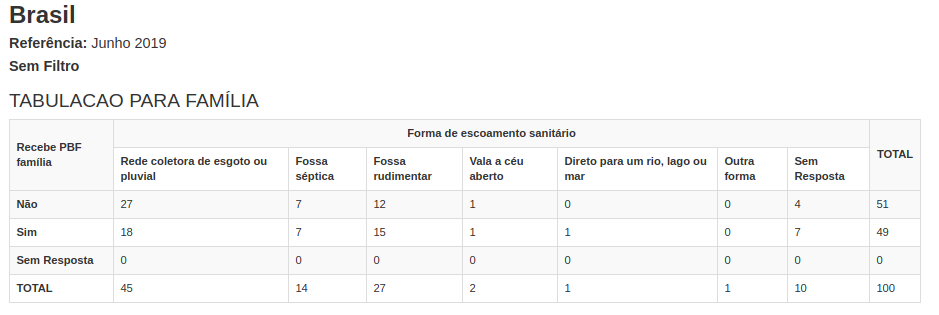 Brasil
Referência: Junho 2019
Sem Filtro
TABULACAO PARA FAMÍLIA
Recebe PBF família Forma de escoamento sanitário TOTAL
Rede coletora de esgoto ou pluvial Fossa séptica Fossa rudimentar Vala a céu aberto Direto para um rio, lago ou mar Outra forma Sem Resposta
Não 27 7 12 1 0 0 4 51
Sim 18 7 15 1 1 0 7 49
Sem Resposta 0 0 0 0 0 0 0 0
TOTAL 45 14 27 2 1 1 10 100